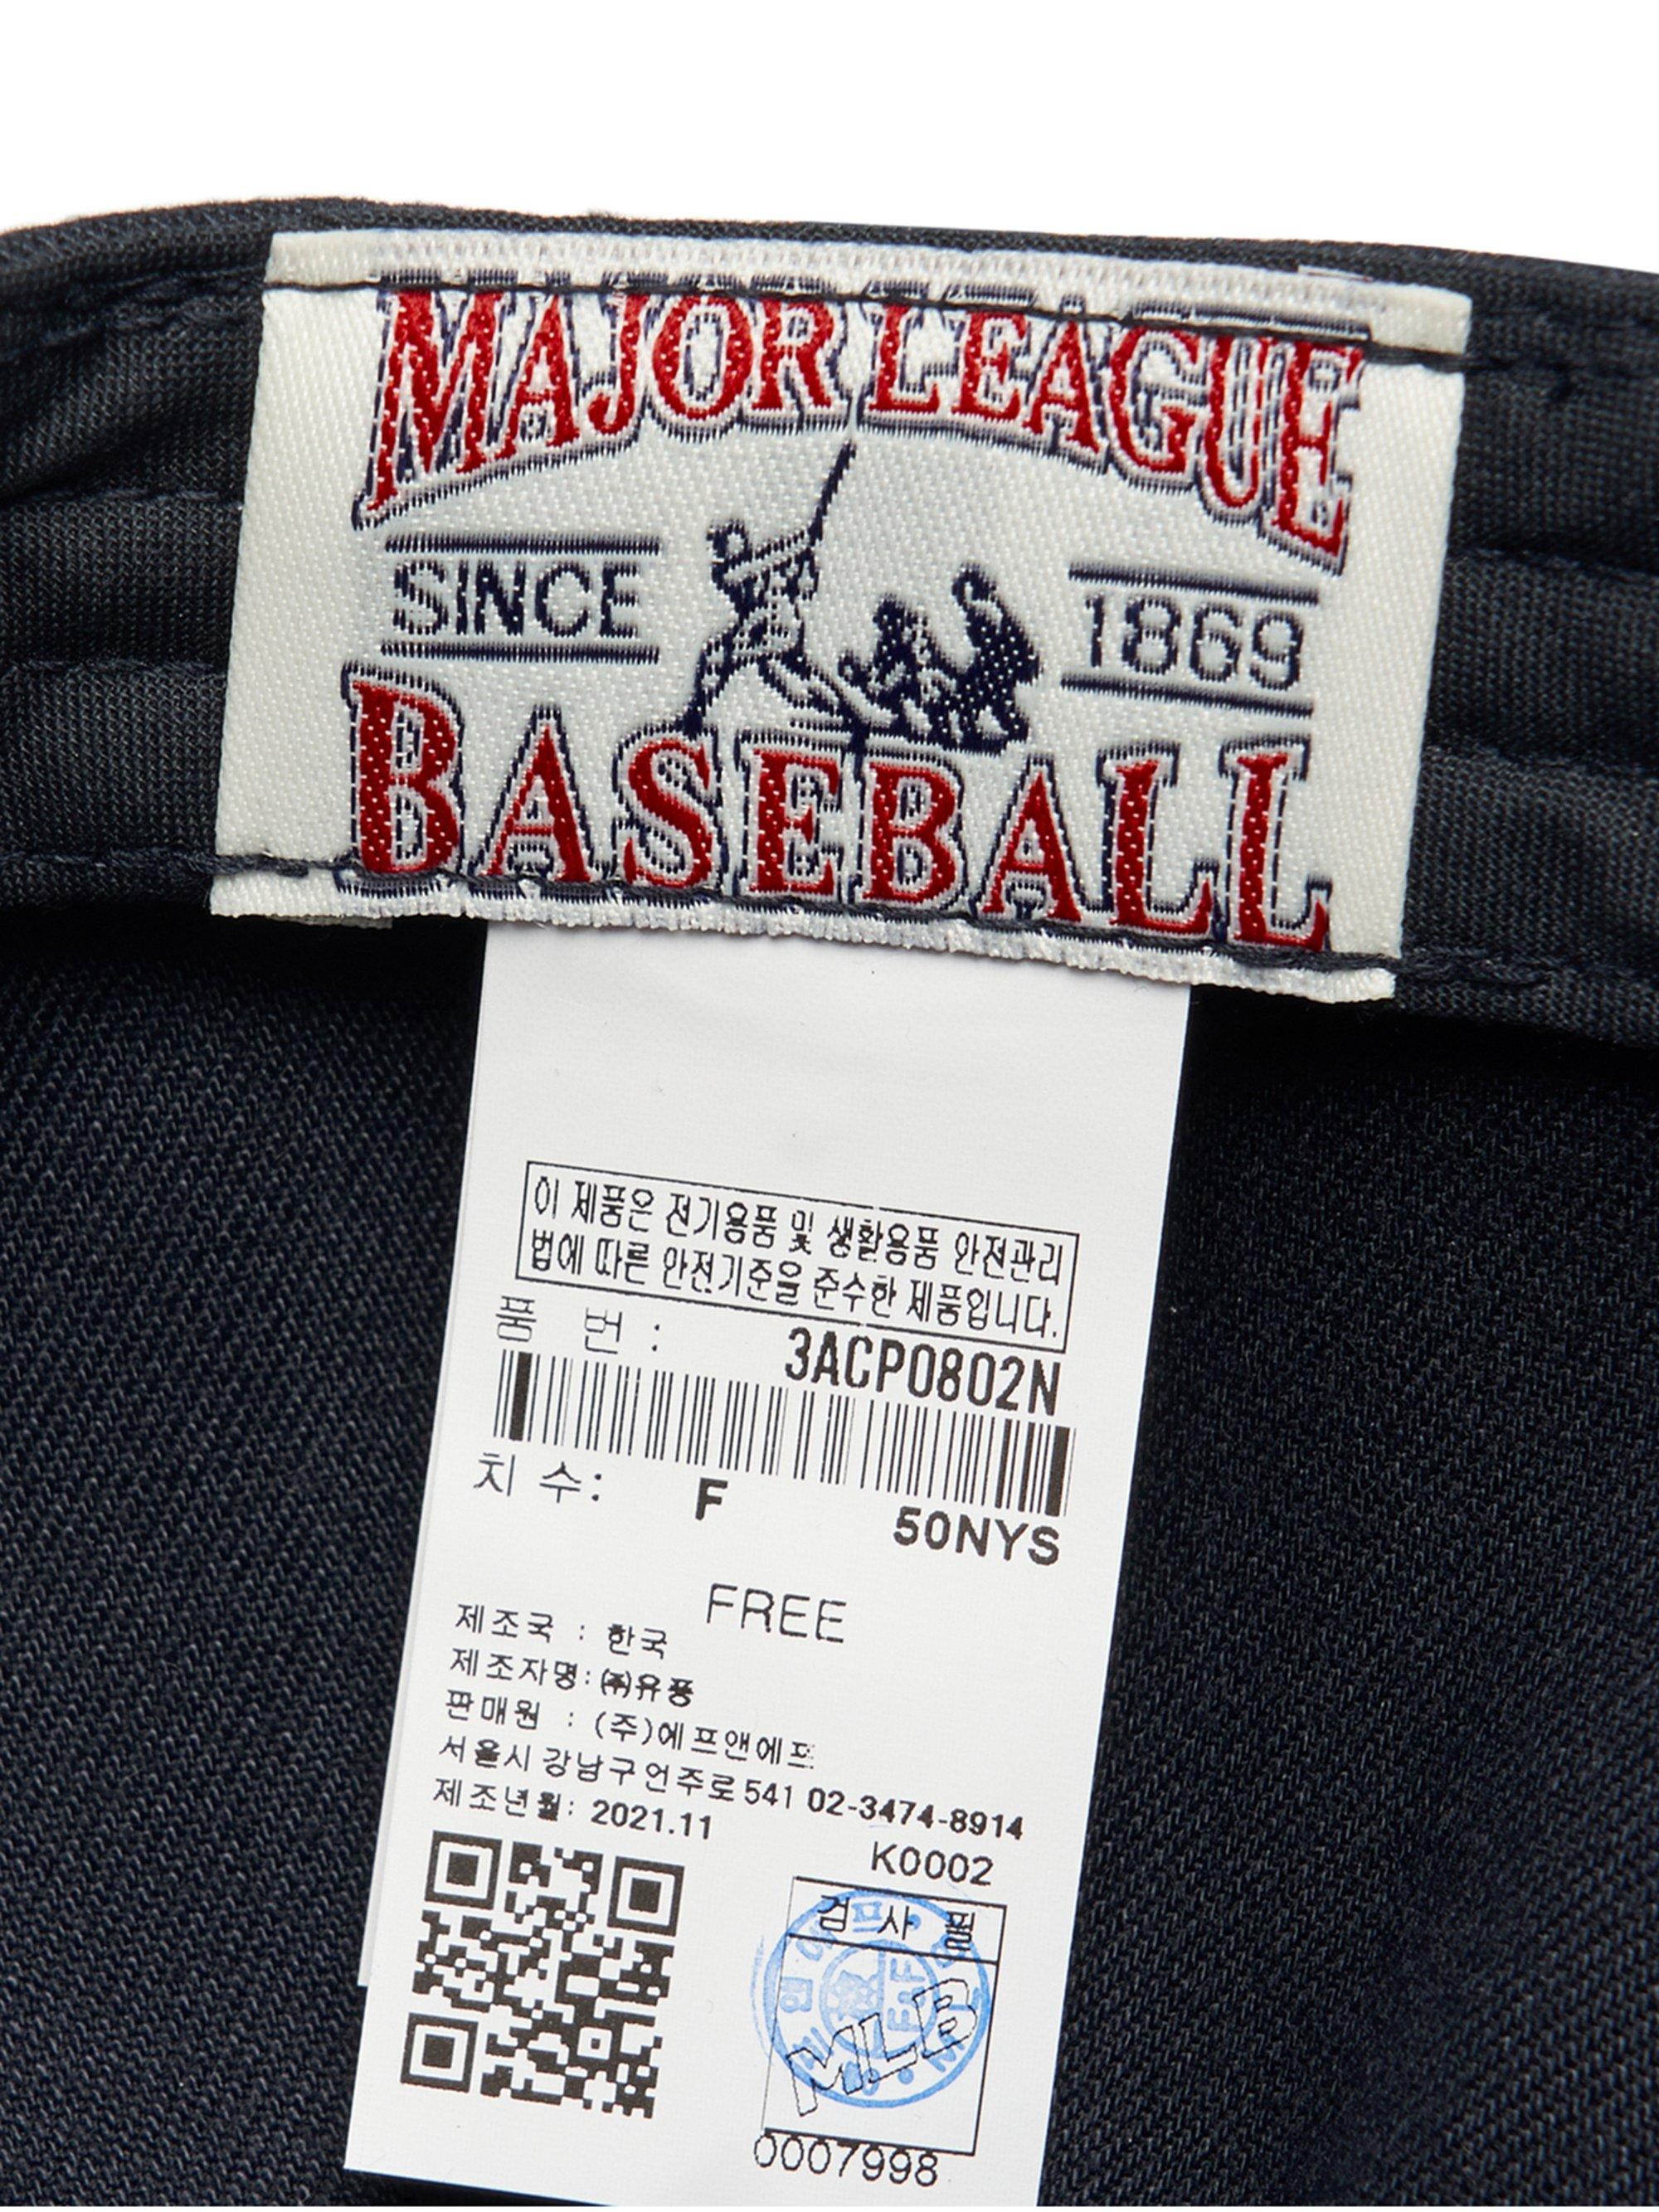 MAJOR LEAGUE
SINCE 1869
BASEBALL
이 제품은 전기용품 및 생활용품 안전관리
법에 따른 안전기준을 준수한 제품입니다.
품 번 : 3ACP0802N
치 수: F 50NYS
FREE
제조국 : 한국
제조자명: ㈜유풍
판매원 : (주)에프앤에프
서울시 강남구 언주로 541 02-3474-8914
제조년월: 2021.11
K0002
검 사 필
MLB
0007998